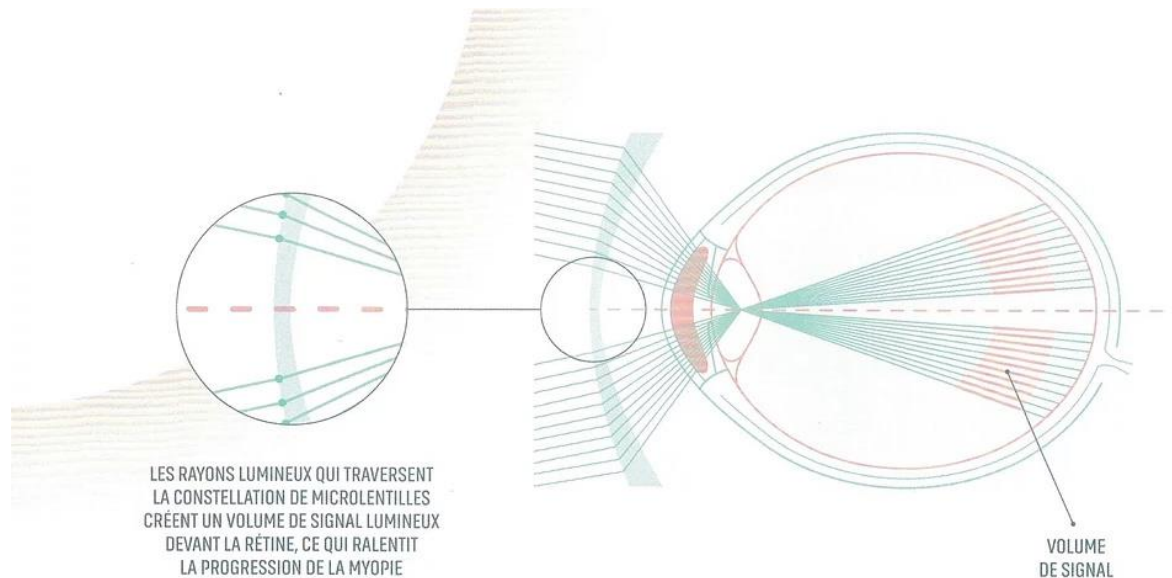 LES RAYONS LUMINEUX QUI TRAVERSENT
LA CONSTELLATION DE MICROLENTILLES
CRÉENT UN VOLUME DE SIGNAL LUMINEUX
DEVANT LA RÉTINE, CE QUI RALENTIT
LA PROGRESSION DE LA MYOPIE
VOLUME
DE SIGNAL